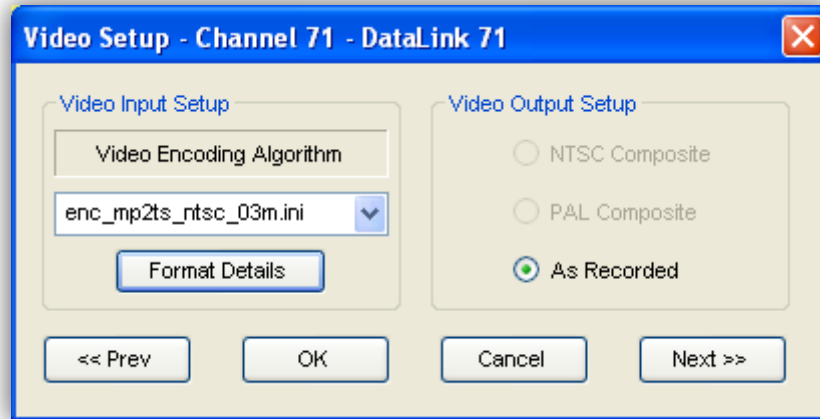 Video Setup - Channel 71 - DataLink 71
Video Input Setup
Video Encoding Algorithm
enc_mp2ts_ntsc_03m.ini
Format Details
Video Output Setup
NTSC Composite
PAL Composite
As Recorded
<< Prev
OK
Cancel
Next >>